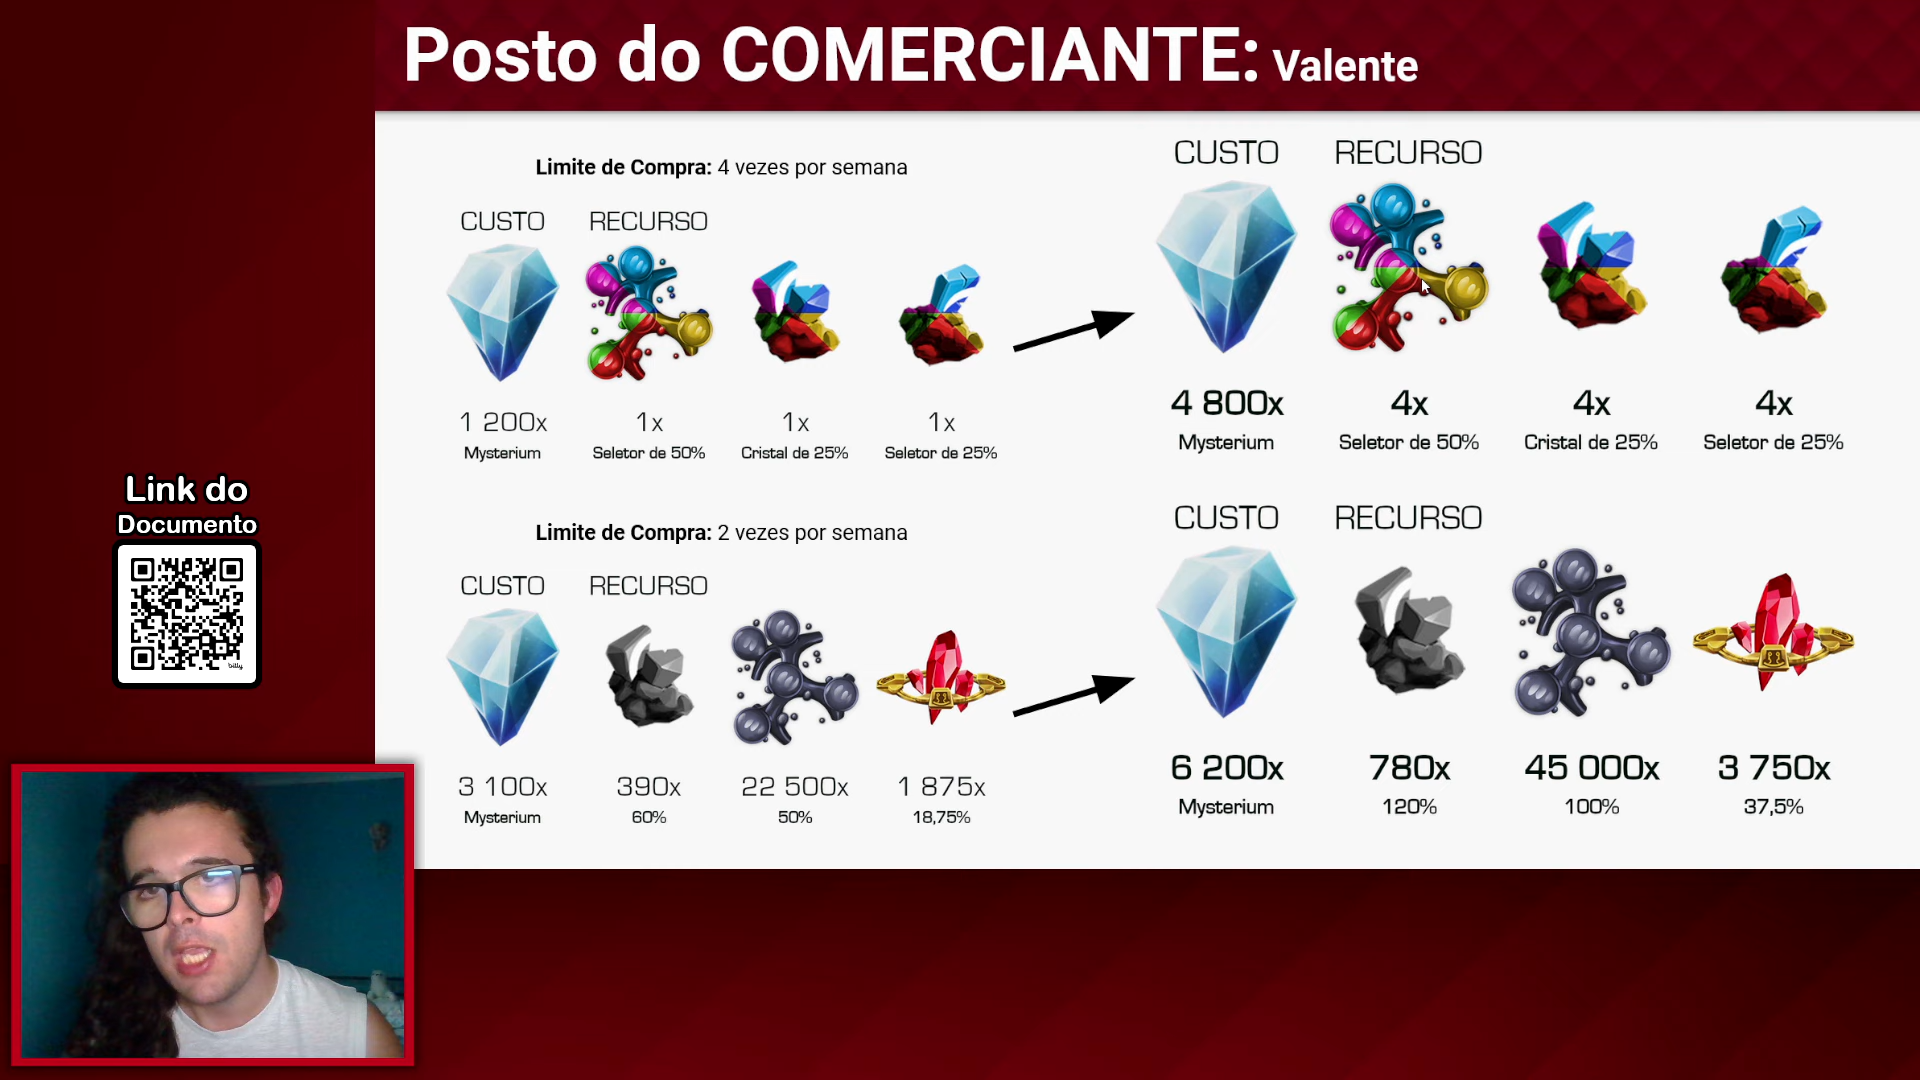 Posto do COMERCIANTE: Valente
Limite de Compra: 4 vezes por semana
CUSTO RECURSO
1 200x 1x 1x 1x
Mysterium Seletor de 50% Cristal de 25% Seletor de 25%
CUSTO RECURSO
4 800x 4x 4x 4x
Mysterium Seletor de 50% Cristal de 25% Seletor de 25%
Limite de Compra: 2 vezes por semana
CUSTO RECURSO
3 100x 390x 22 500x 1 875x
Mysterium 60% 50% 18,75%
CUSTO RECURSO
6 200x 780x 45 000x 3 750x
Mysterium 120% 100% 37,5%
Link do
Documento
bitly